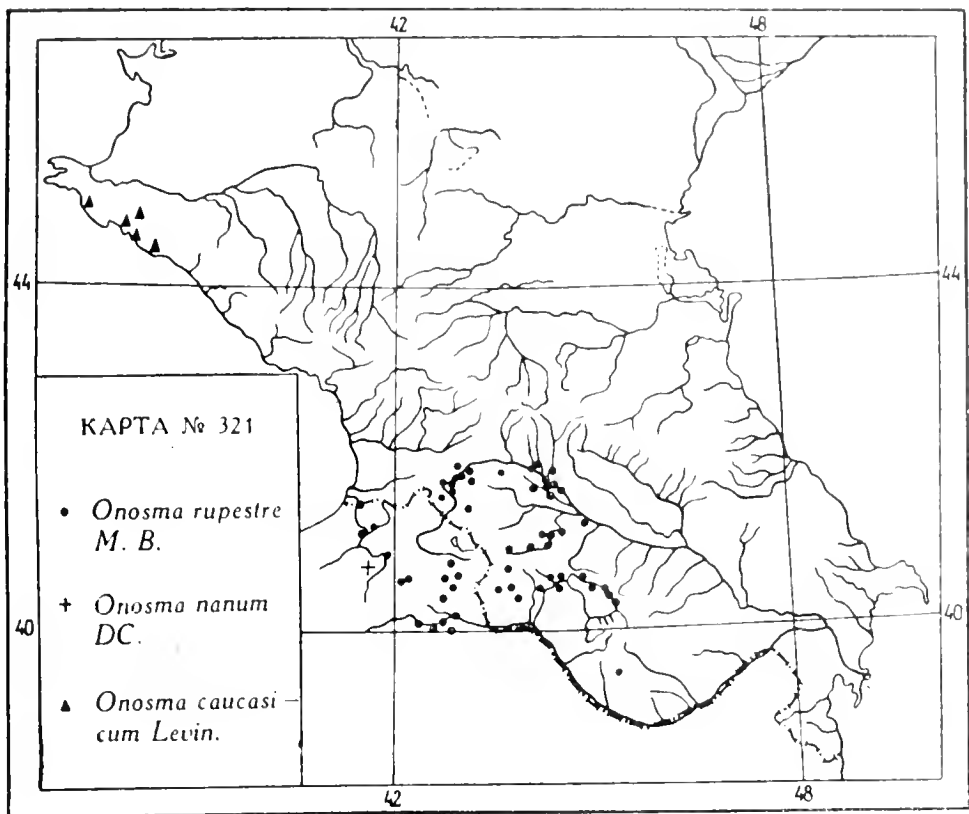 42 48
44 44
КАРТА № 321
• Onosma rupestre
M. B.
+ Onosma nanum
DC.
▲ Onosma caucasi-
cum Levin.
40 40
42 48